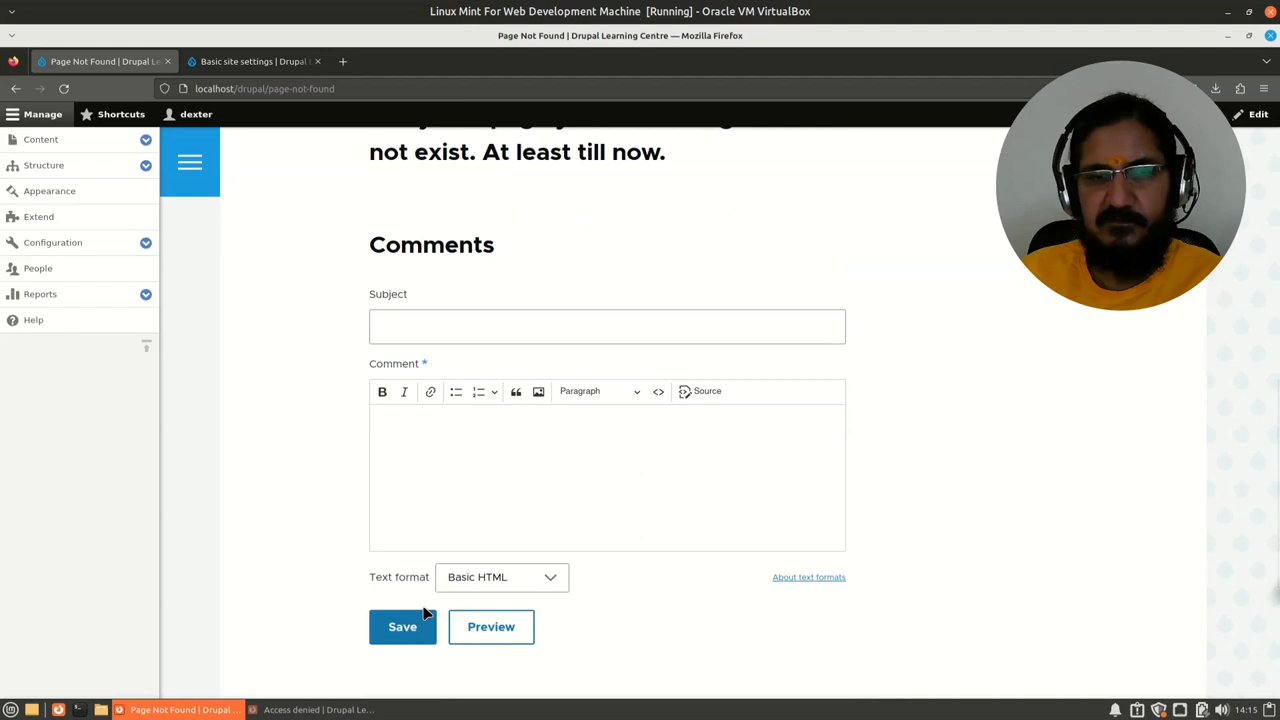 Linux Mint For Web Development Machine [Running] - Oracle VM VirtualBox
Page Not Found | Drupal Learning Centre — Mozilla Firefox
Page Not Found | Drupal Le
Basic site settings | Drupal
localhost/drupal/page-not-found
Manage
Shortcuts
dexter
Edit
Content
Structure
Appearance
Extend
Configuration
People
Reports
Help
not exist. At least till now.
Comments
Subject
Comment *
Paragraph
Source
Text format
Basic HTML
About text formats
Save
Preview
Page Not Found | Drupal ...
Access denied | Drupal Le...
14:15